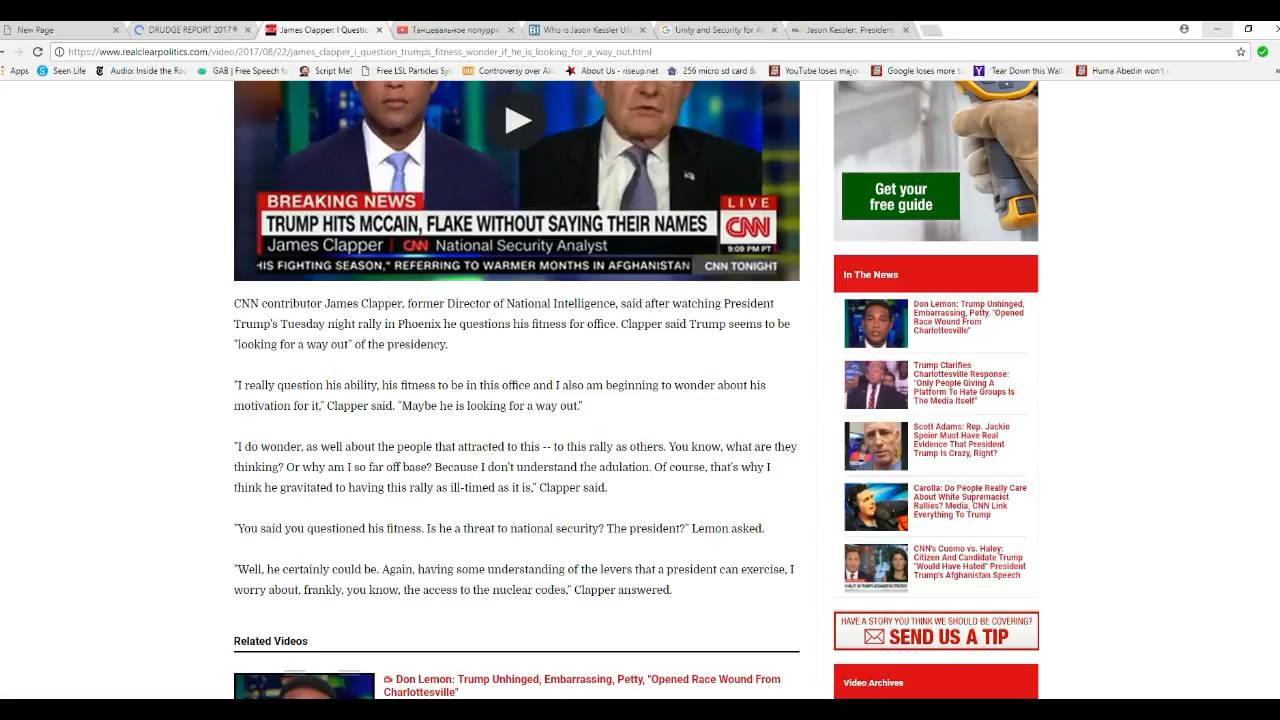 New Page
DRUDGE REPORT 2017®
James Clapper: I Questic
Танцевальное полурите
Who is Jason Kessler Uni
Unity and Security for A
Jason Kessler, President
https://www.realclearpolitics.com/video/2017/08/22/james_clapper_i_question_trumps_fitness_wonder_if_he_is_looking_for_a_way_out.html
Apps
Seen Life
Audio: Inside the Ro
GAB | Free Speech fo
Script Me!
Free LSL Particles Sys
Controversy over Ale
About Us - riseup.net
256 micro sd card &
YouTube loses major
Google loses more to
'Tear Down this Wall
Huma Abedin won't
BREAKING NEWS
LIVE
TRUMP HITS MCCAIN, FLAKE WITHOUT SAYING THEIR NAMES
CNN
James Clapper CNN National Security Analyst
9:09 PM PT
HIS FIGHTING SEASON," REFERRING TO WARMER MONTHS IN AFGHANISTAN
CNN TONIGHT
CNN contributor James Clapper, former Director of National Intelligence, said after watching President
Trump's Tuesday night rally in Phoenix he questions his fitness for office. Clapper said Trump seems to be
"looking for a way out" of the presidency.
"I really question his ability, his fitness to be in this office and I also am beginning to wonder about his
motivation for it," Clapper said. "Maybe he is looking for a way out."
as well about the people that attracted to this -- to this rally as others. You know, what are they
thinking? Or why am I so far off base? Because I don't understand the adulation. Of course, that's why I
think he gravitated to having this rally as ill-timed as it is," Clapper said.
"You said you questioned his fitness. Is he a threat to national security? The president?" Lemon asked.
could be. Again, having some understanding of the levers that a president can exercise, I
worry about, frankly, you know, the access to the nuclear codes," Clapper answered.
Related Videos
Don Lemon: Trump Unhinged, Embarrassing, Petty, "Opened Race Wound From
Charlottesville"
Get your
free guide
In The News
Don Lemon: Trump Unhinged,
Embarrassing, Petty, "Opened
Race Wound From
Charlottesville"
Trump Clarifies
Charlottesville Response:
"Only People Giving A
Platform To Hate Groups Is
The Media Itself"
Scott Adams: Rep. Jackie
Speier Must Have Real
Evidence That President
Trump Is Crazy, Right?
Carolla: Do People Really Care
About White Supremacist
Rallies? Media, CNN Link
Everything To Trump
CNN's Cuomo vs. Haley:
Citizen And Candidate Trump
"Would Have Hated" President
Trump's Afghanistan Speech
HAVE A STORY YOU THINK WE SHOULD BE COVERING?
SEND US A TIP
Video Archives